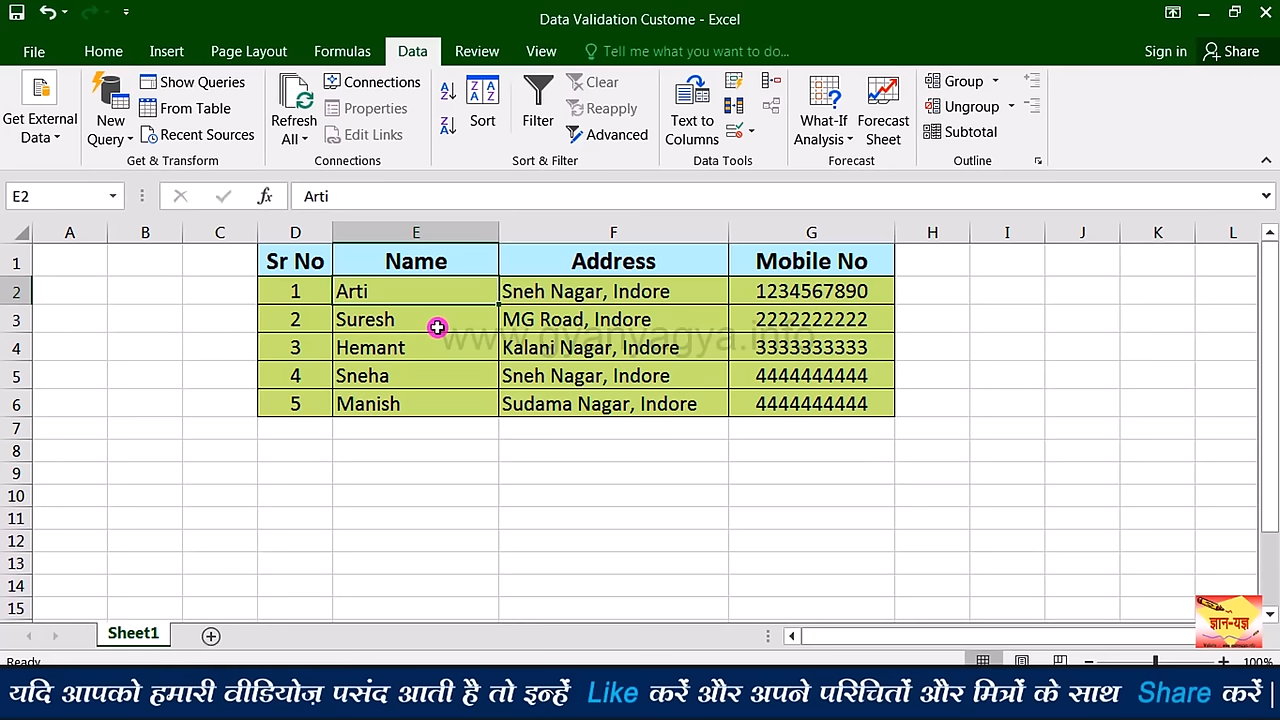 Data Validation Custome - Excel
File Home Insert Page Layout Formulas Data Review View Tell me what you want to do... Sign in Share
Get External Data
New Query
Show Queries
From Table
Recent Sources
Get & Transform
Refresh All
Connections
Properties
Edit Links
Connections
Sort
Filter
Clear
Reapply
Advanced
Sort & Filter
Text to Columns
Data Tools
What-If Analysis
Forecast Sheet
Forecast
Group
Ungroup
Subtotal
Outline
E2 fx Arti
A B C D E F G H I J K L
1 Sr No Name Address Mobile No
2 1 Arti Sneh Nagar, Indore 1234567890
3 2 Suresh MG Road, Indore 2222222222
www.gyanyagya.info
4 3 Hemant Kalani Nagar, Indore 3333333333
5 4 Sneha Sneh Nagar, Indore 4444444444
6 5 Manish Sudama Nagar, Indore 4444444444
7
8
9
10
11
12
13
14
15
ज्ञान-यज्ञ
Sheet1
Ready 100%
यदि आपको हमारी वीडियोज़ पसंद आती है तो इन्हें Like करें और अपने परिचितों और मित्रों के साथ Share करें |